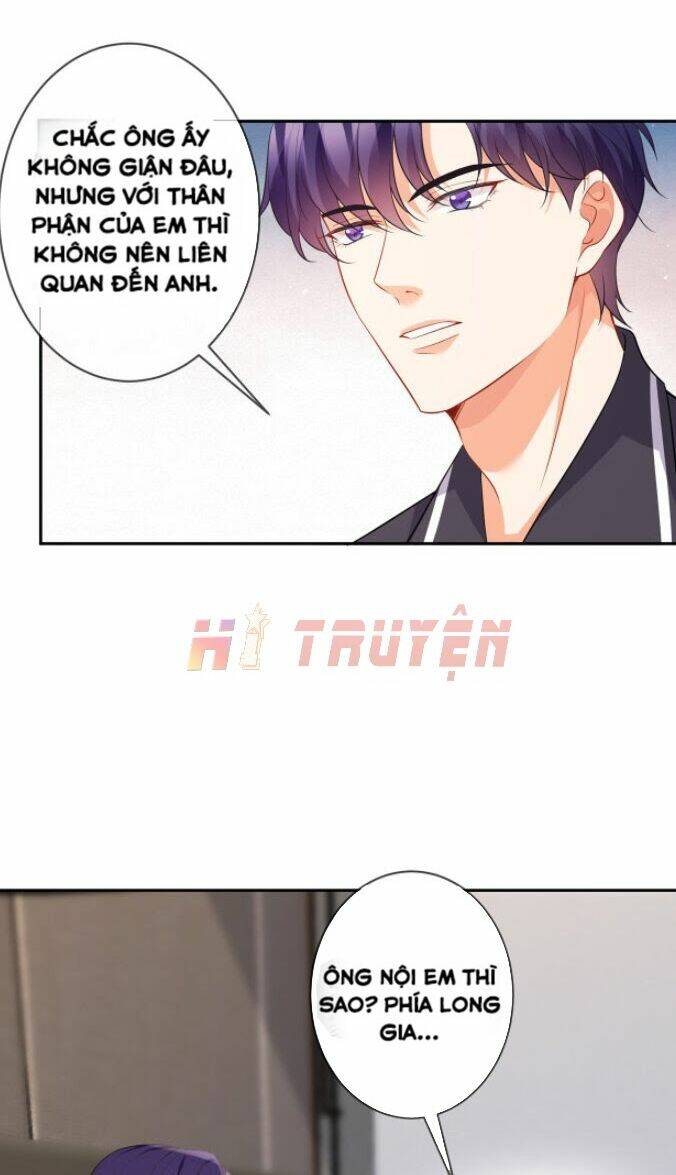 CHẮC ÔNG ẤY
KHÔNG GIẬN ĐÂU,
NHƯNG VỚI THÂN
PHẬN CỦA EM THÌ
KHÔNG NÊN LIÊN
QUAN ĐẾN ANH.
HI TRUYỆN
ÔNG NỘI EM THÌ
SAO? PHÍA LONG
GIA...